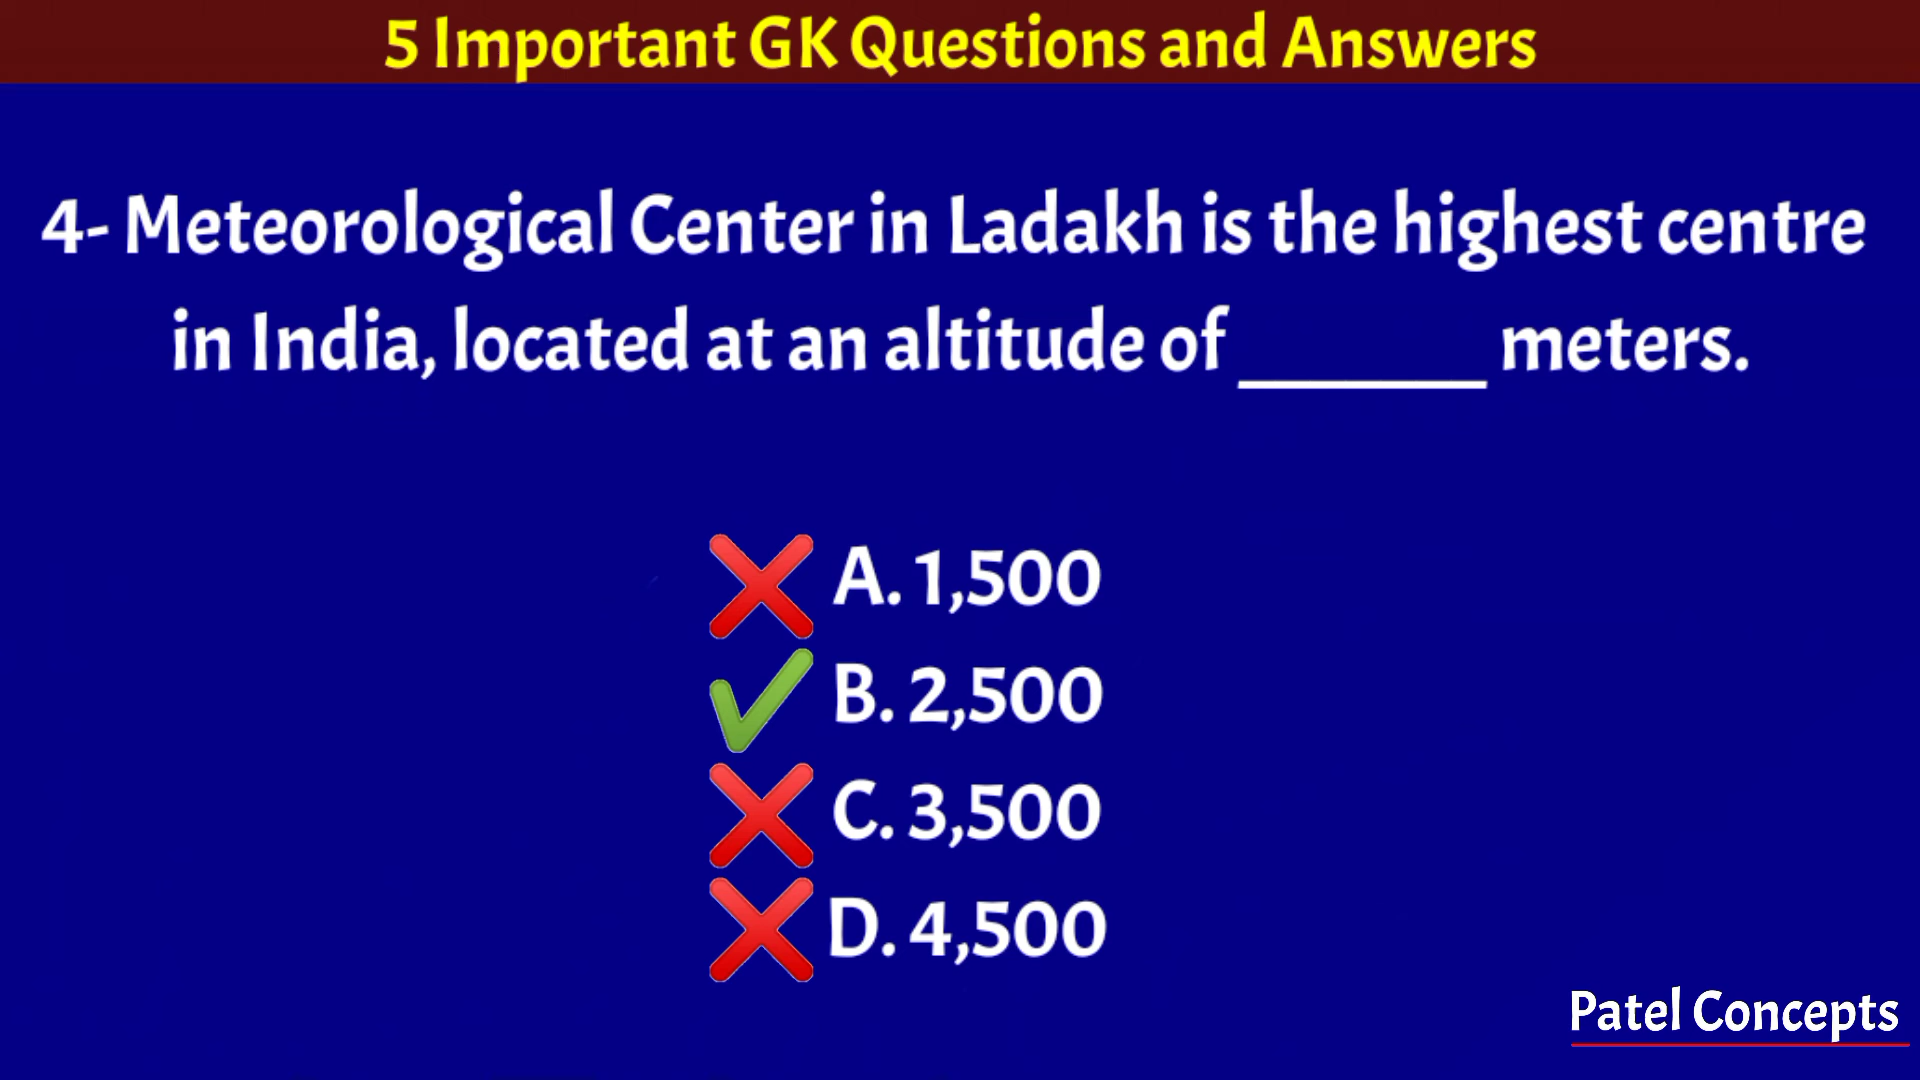 5 Important GK Questions and Answers
4- Meteorological Center in Ladakh is the highest centre
in India, located at an altitude of ______ meters.
A. 1,500
B. 2,500
C. 3,500
D. 4,500
Patel Concepts